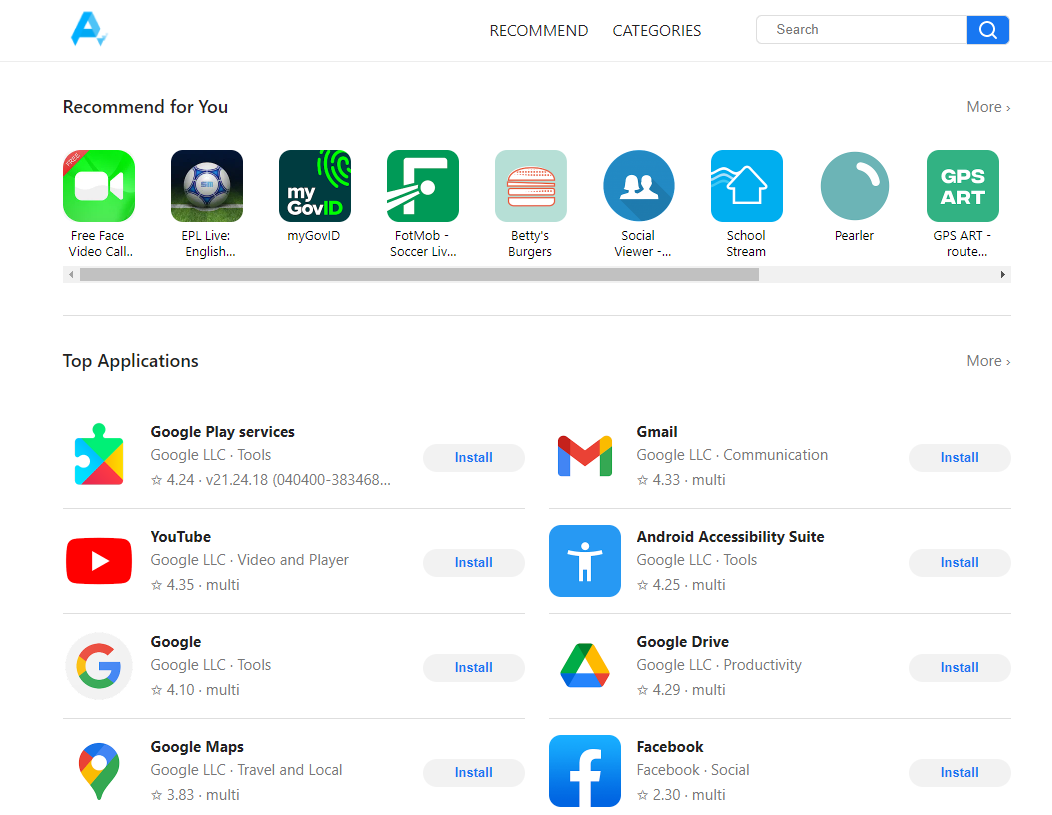 RECOMMEND
CATEGORIES
Search
Recommend for You
More ›
FREE
my
GovID
GPS
ART
Free Face
Video Call..
EPL Live:
English...
myGovID
FotMob -
Soccer Liv...
Betty's
Burgers
Social
Viewer -...
School
Stream
Pearler
GPS ART -
route...
Top Applications
More ›
Google Play services
Google LLC · Tools
☆ 4.24 · v21.24.18 (040400-383468...
Install
Gmail
Google LLC · Communication
☆ 4.33 · multi
Install
YouTube
Google LLC · Video and Player
☆ 4.35 · multi
Install
Android Accessibility Suite
Google LLC · Tools
☆ 4.25 · multi
Install
Google
Google LLC · Tools
☆ 4.10 · multi
Install
Google Drive
Google LLC · Productivity
☆ 4.29 · multi
Install
Google Maps
Google LLC · Travel and Local
☆ 3.83 · multi
Install
Facebook
Facebook · Social
☆ 2.30 · multi
Install